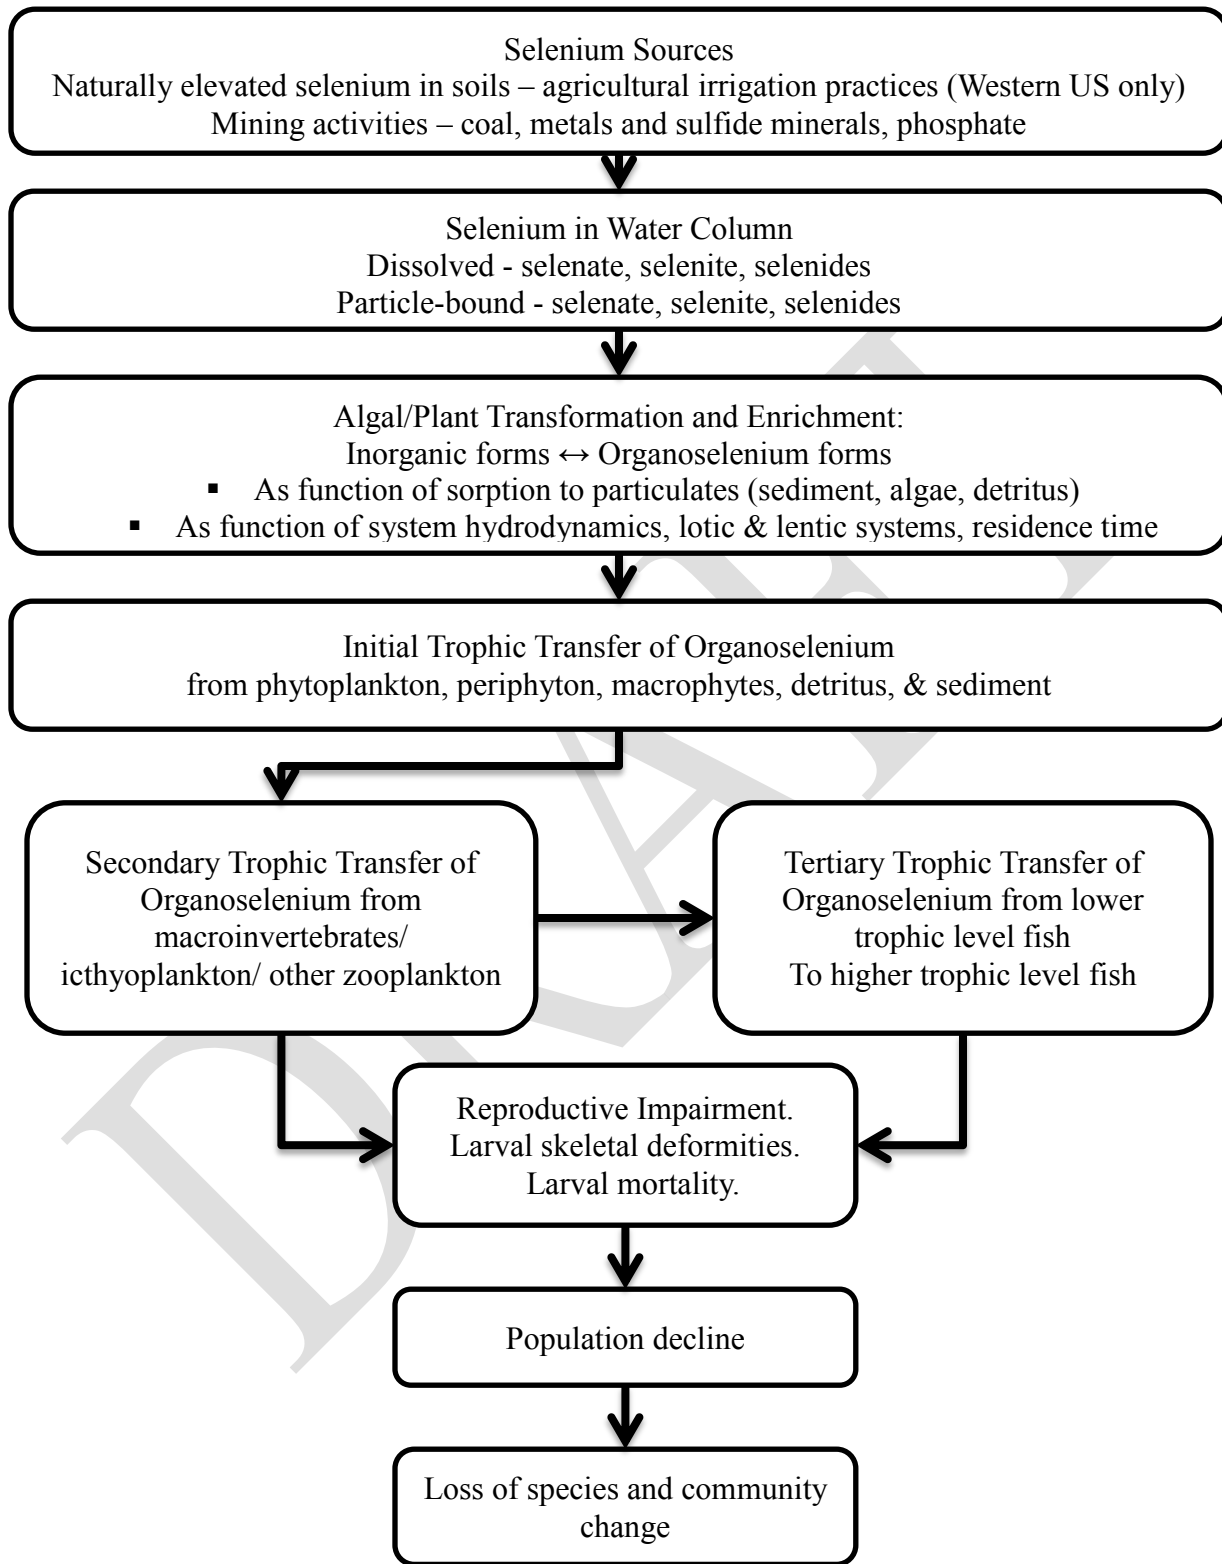 Selenium Sources
Naturally elevated selenium in soils – agricultural irrigation practices (Western US only)
Mining activities – coal, metals and sulfide minerals, phosphate
Selenium in Water Column
Dissolved - selenate, selenite, selenides
Particle-bound - selenate, selenite, selenides
Algal/Plant Transformation and Enrichment:
Inorganic forms ↔ Organoselenium forms
▪ As function of sorption to particulates (sediment, algae, detritus)
▪ As function of system hydrodynamics, lotic & lentic systems, residence time
Initial Trophic Transfer of Organoselenium
from phytoplankton, periphyton, macrophytes, detritus, & sediment
Secondary Trophic Transfer of
Organoselenium from
macroinvertebrates/
icthyoplankton/ other zooplankton
Tertiary Trophic Transfer of
Organoselenium from lower
trophic level fish
To higher trophic level fish
Reproductive Impairment.
Larval skeletal deformities.
Larval mortality.
Population decline
Loss of species and community
change
DRAFT